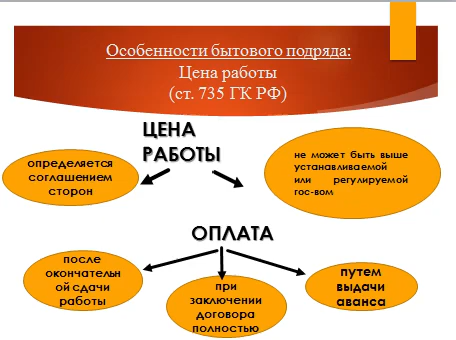 Особенности бытового подряда:
Цена работы
(ст. 735 ГК РФ)
ЦЕНА
РАБОТЫ
определяется
соглашением
сторон
не может быть выше
устанавливаемой
или регулируемой
гос-вом
ОПЛАТА
после
окончательн
ой сдачи
работы
при
заключении
договора
полностью
путем
выдачи
аванса